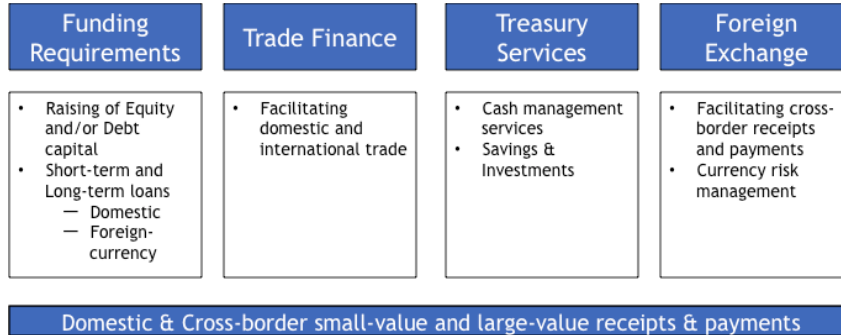 Funding
Requirements
Trade Finance
Treasury
Services
Foreign
Exchange
• Raising of Equity
and/or Debt
capital
• Short-term and
Long-term loans
— Domestic
— Foreign-
currency
• Facilitating
domestic and
international trade
• Cash management
services
• Savings &
Investments
• Facilitating cross-
border receipts
and payments
• Currency risk
management
Domestic & Cross-border small-value and large-value receipts & payments